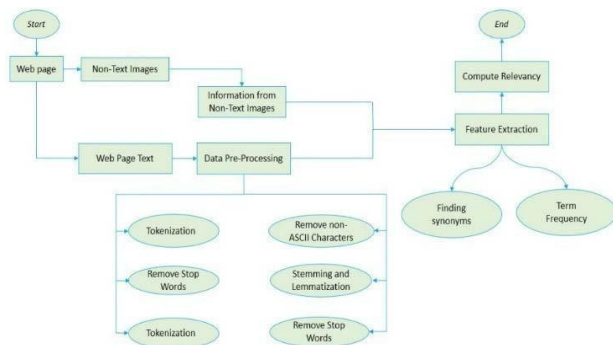 Start
End
Web page
Non-Text Images
Compute Relevancy
Information from
Non-Text Images
Feature Extraction
Web Page Text
Data Pre-Processing
Finding
synonyms
Term
Frequency
Tokenization
Remove non-
ASCII Characters
Remove Stop
Words
Stemming and
Lemmatization
Tokenization
Remove Stop
Words